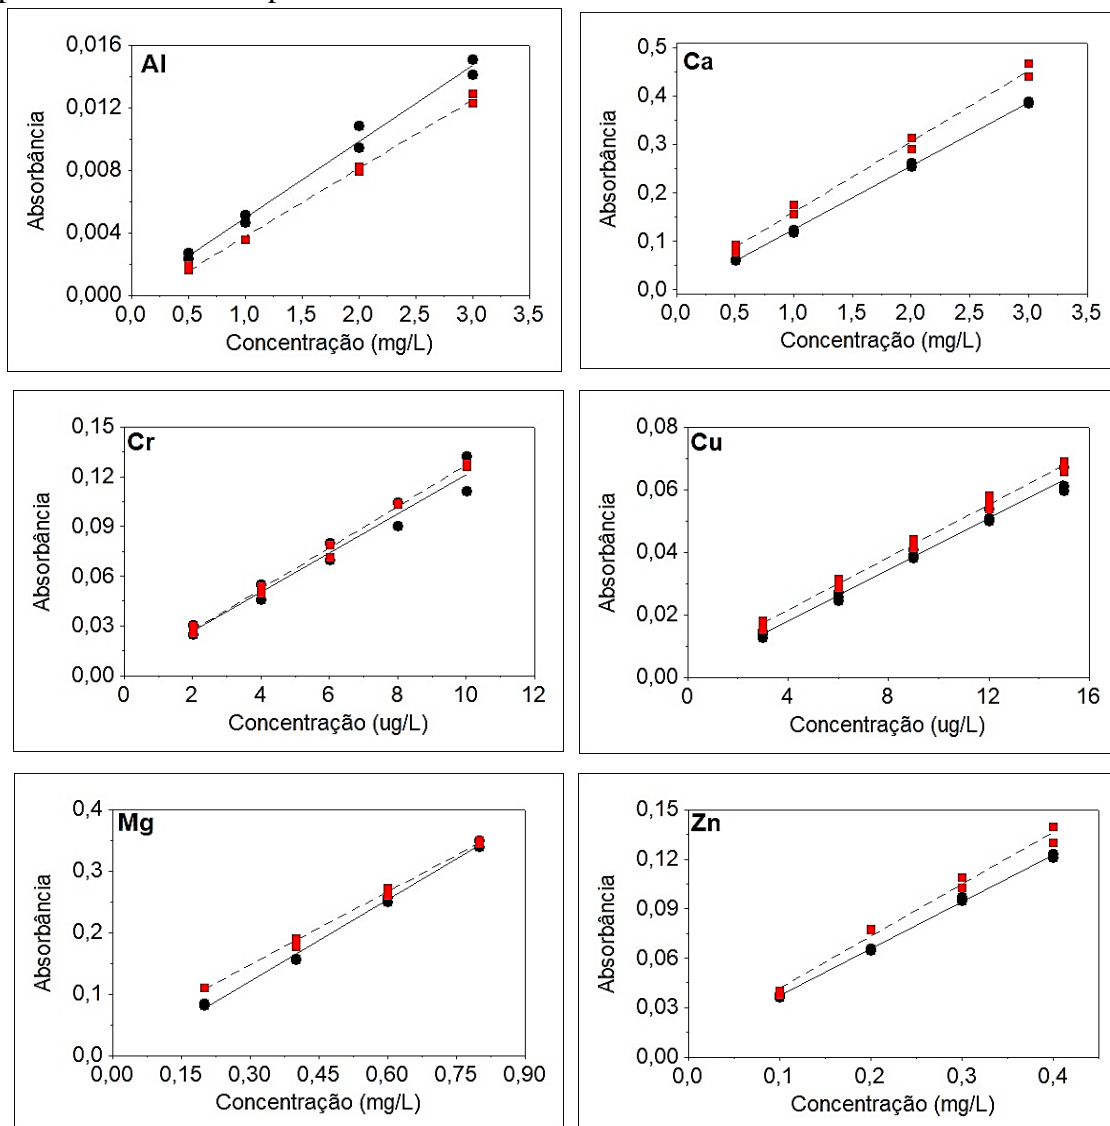 Al
0,016
0,012
0,008
0,004
0,000
0,0 0,5 1,0 1,5 2,0 2,5 3,0 3,5
Concentração (mg/L)
Absorbância
Ca
0,5
0,4
0,3
0,2
0,1
0,0
0,0 0,5 1,0 1,5 2,0 2,5 3,0 3,5
Concentração (mg/L)
Absorbância
Cr
0,15
0,12
0,09
0,06
0,03
0,00
0 2 4 6 8 10 12
Concentração (ug/L)
Absorbância
Cu
0,08
0,06
0,04
0,02
0,00
0 4 8 12 16
Concentração (ug/L)
Absorbância
Mg
0,4
0,3
0,2
0,1
0,0
0,00 0,15 0,30 0,45 0,60 0,75 0,90
Concentração (mg/L)
Absorbância
Zn
0,15
0,12
0,09
0,06
0,03
0,00
0,0 0,1 0,2 0,3 0,4
Concentração (mg/L)
Absorbância